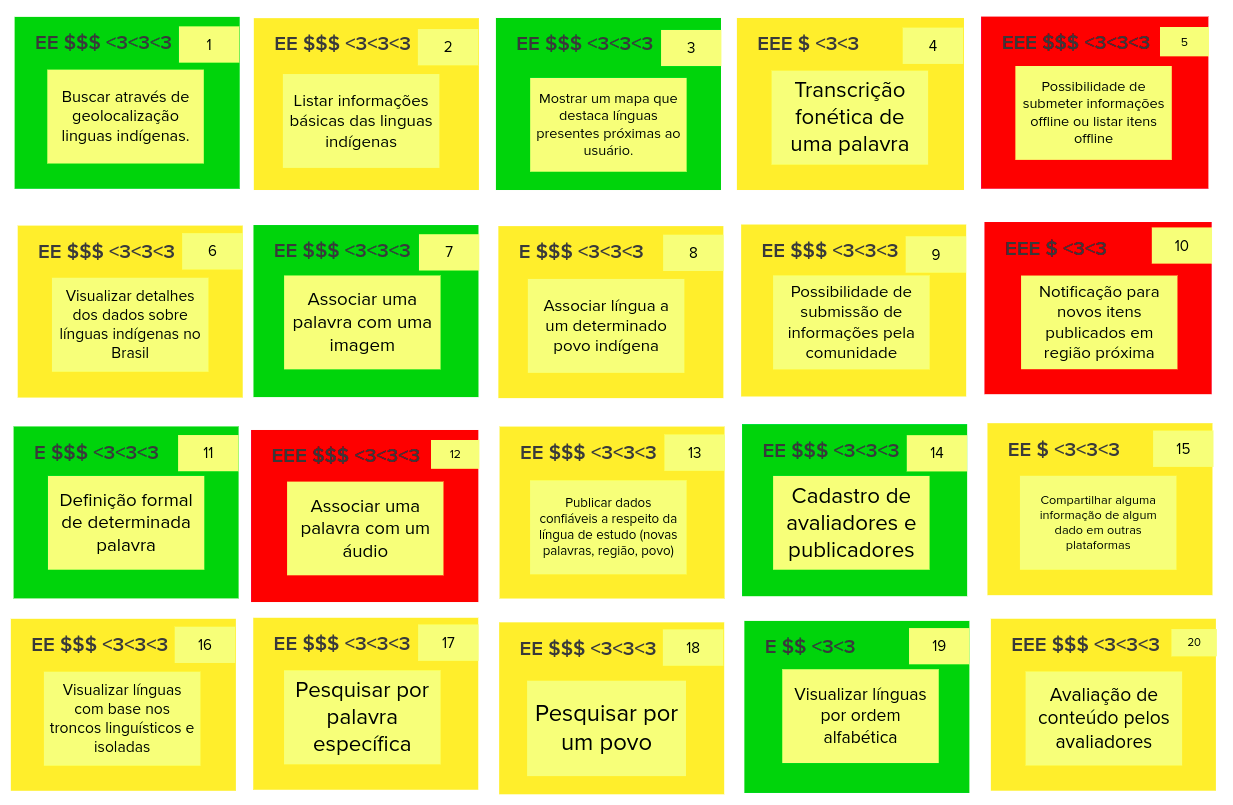 EE $$$ <3<3<3
1
Buscar através de
geolocalização
linguas indígenas.
EE $$$ <3<3<3
2
Listar informações
básicas das linguas
indígenas
EE $$$ <3<3<3
3
Mostrar um mapa que
destaca línguas
presentes próximas ao
usuário.
EEE $ <3<3
4
Transcrição
fonética de
uma palavra
EEE $$$ <3<3<3
5
Possibilidade de
submeter informações
offline ou listar itens
offline
EE $$$ <3<3<3
6
Visualizar detalhes
dos dados sobre
línguas indígenas no
Brasil
EE $$$ <3<3<3
7
Associar uma
palavra com uma
imagem
E $$$ <3<3<3
8
Associar língua a
um determinado
povo indígena
EE $$$ <3<3<3
9
Possibilidade de
submissão de
informações pela
comunidade
EEE $ <3<3
10
Notificação para
novos itens
publicados em
região próxima
E $$$ <3<3<3
11
Definição formal
de determinada
palavra
EEE $$$ <3<3<3
12
Associar uma
palavra com um
áudio
EE $$$ <3<3<3
13
Publicar dados
confiáveis a respeito da
língua de estudo (novas
palavras, região, povo)
EE $$$ <3<3<3
14
Cadastro de
avaliadores e
publicadores
EE $ <3<3<3
15
Compartilhar alguma
informação de algum
dado em outras
plataformas
EE $$$ <3<3<3
16
Visualizar línguas
com base nos
troncos linguísticos e
isoladas
EE $$$ <3<3<3
17
Pesquisar por
palavra
específica
EE $$$ <3<3<3
18
Pesquisar por
um povo
E $$ <3<3
19
Visualizar línguas
por ordem
alfabética
EEE $$$ <3<3<3
20
Avaliação de
conteúdo pelos
avaliadores